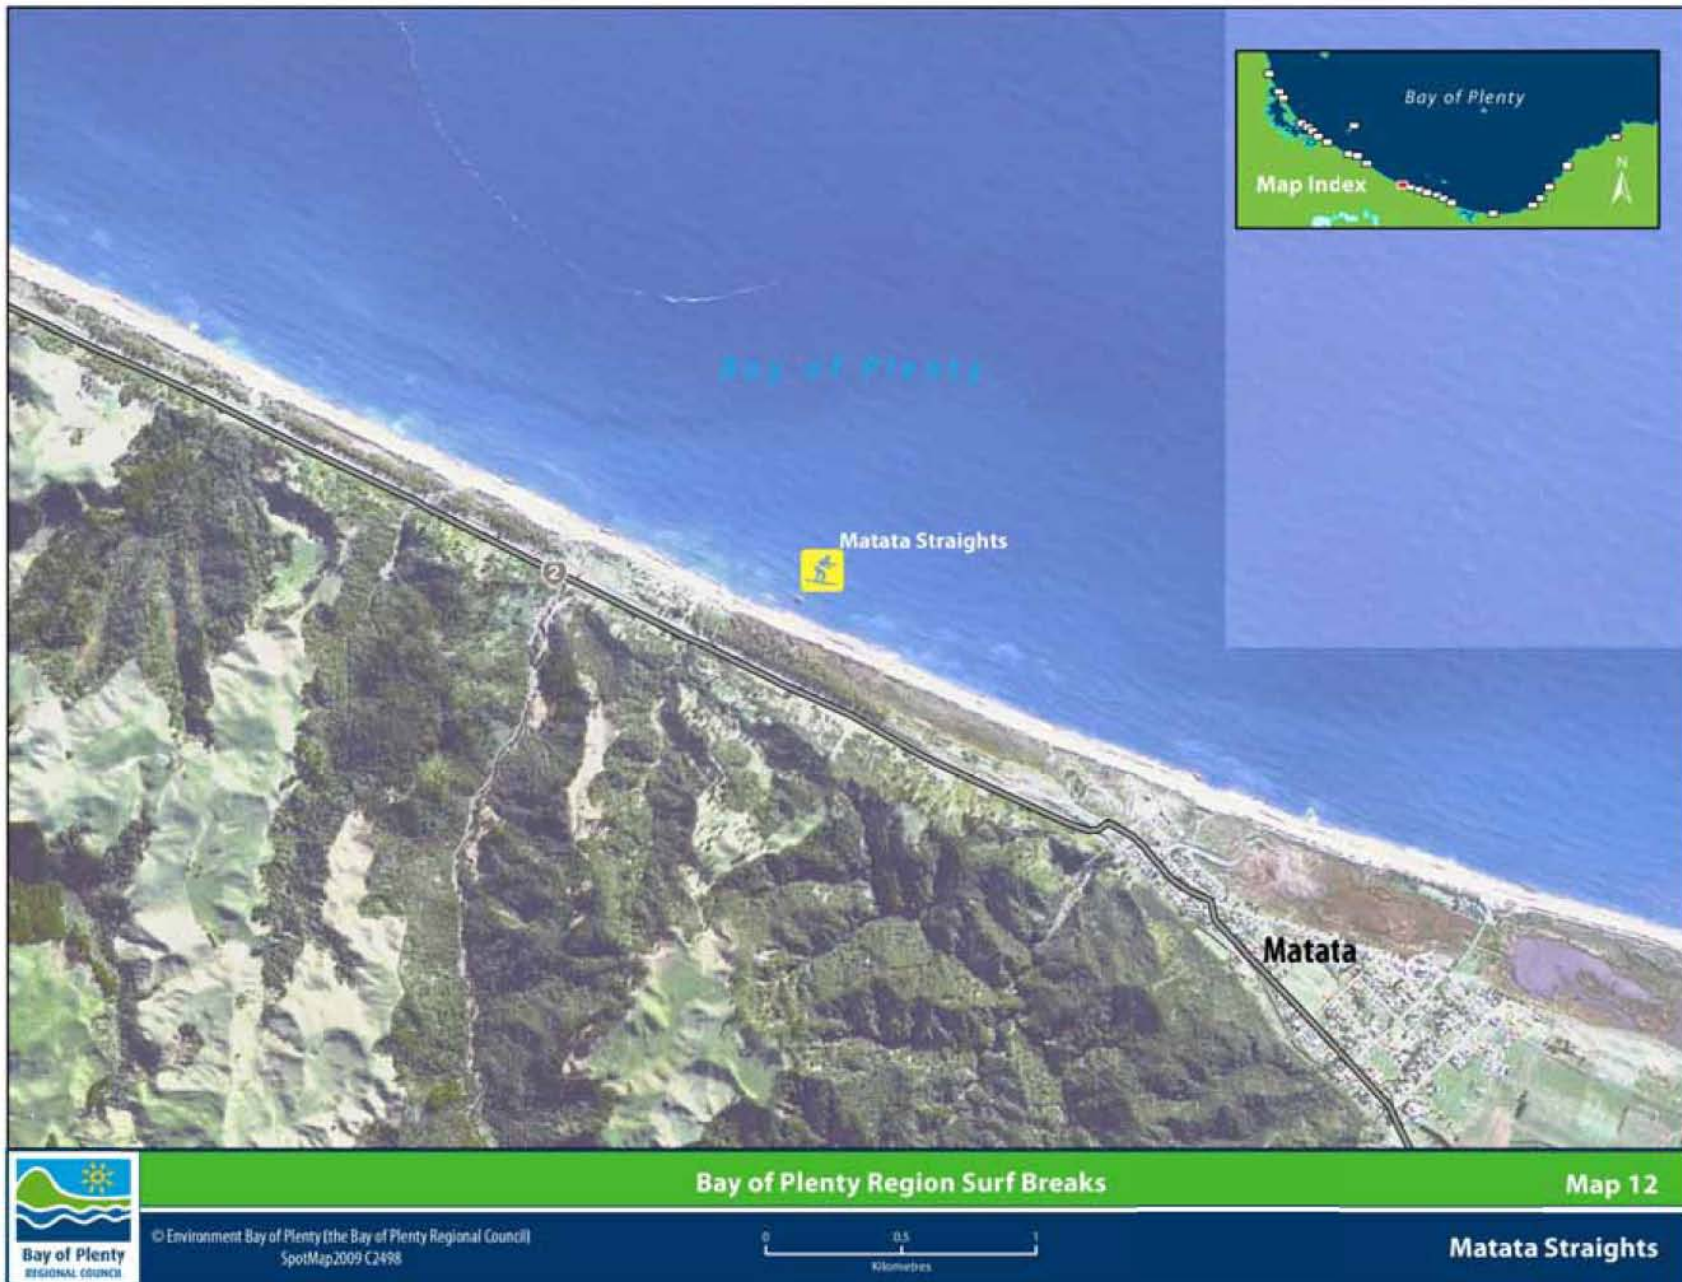 Bay of Plenty
N
Map Index
Bay of Plenty
Matata Straights
2
Matata
Bay of Plenty Region Surf Breaks
Map 12
© Environment Bay of Plenty (the Bay of Plenty Regional Council)
SpotMap2009 C2498
0 0.5 1
Kilometres
Matata Straights
Bay of Plenty
REGIONAL COUNCIL